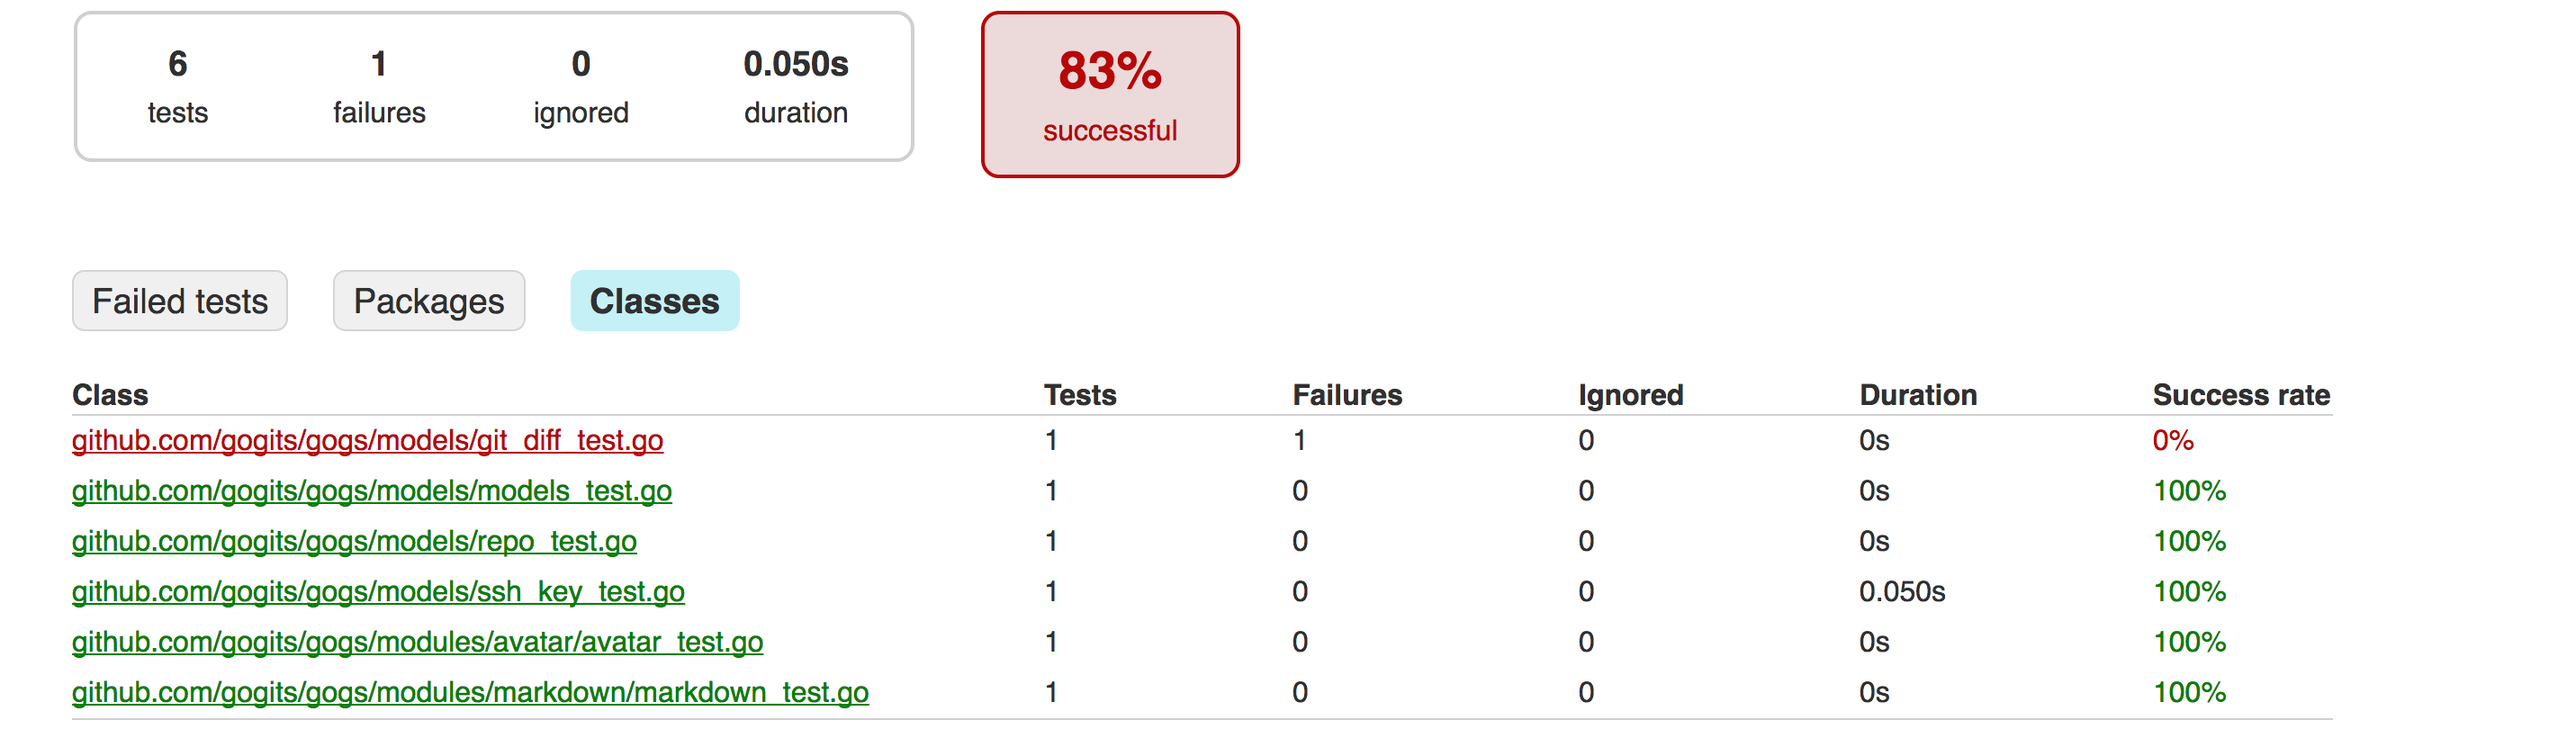 6 1 0 0.050s
tests failures ignored duration
83%
successful
Failed tests Packages Classes
Class Tests Failures Ignored Duration Success rate
github.com/gogits/gogs/models/git_diff_test.go 1 1 0 0s 0%
github.com/gogits/gogs/models/models_test.go 1 0 0 0s 100%
github.com/gogits/gogs/models/repo_test.go 1 0 0 0s 100%
github.com/gogits/gogs/models/ssh_key_test.go 1 0 0 0.050s 100%
github.com/gogits/gogs/modules/avatar/avatar_test.go 1 0 0 0s 100%
github.com/gogits/gogs/modules/markdown/markdown_test.go 1 0 0 0s 100%